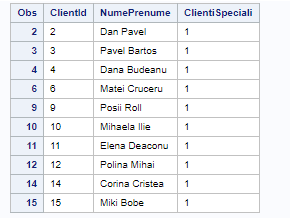 Obs ClientId NumePrenume ClientiSpeciali
2 2 Dan Pavel 1
3 3 Pavel Bartos 1
4 4 Dana Budeanu 1
6 6 Matei Cruceru 1
9 9 Posii Roll 1
10 10 Mihaela Ilie 1
11 11 Elena Deaconu 1
12 12 Polina Mihai 1
14 14 Corina Cristea 1
15 15 Miki Bobe 1